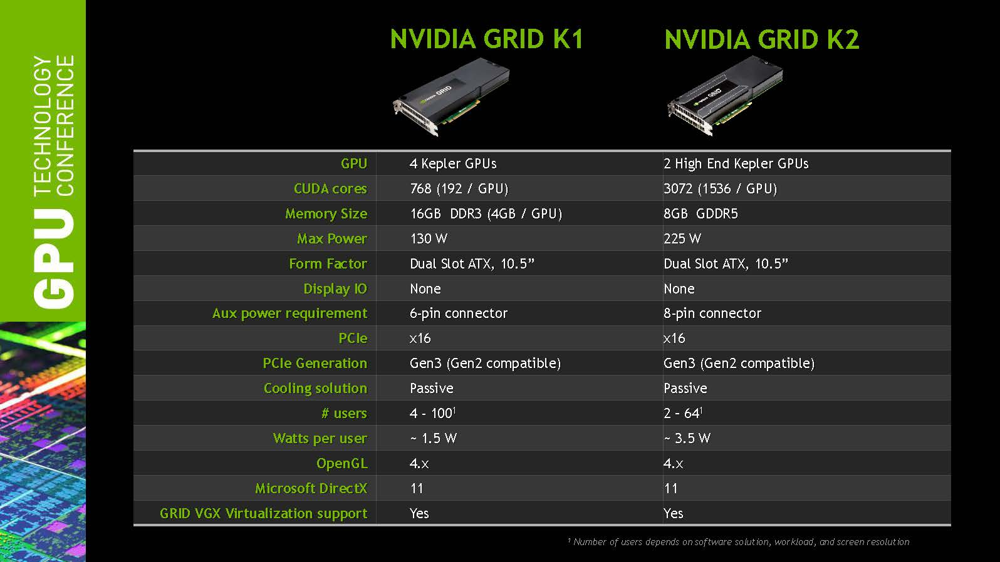 GPU TECHNOLOGY
CONFERENCE
NVIDIA GRID K1 NVIDIA GRID K2
NVIDIA GRID NVIDIA GRID
GPU 4 Kepler GPUs 2 High End Kepler GPUs
CUDA cores 768 (192 / GPU) 3072 (1536 / GPU)
Memory Size 16GB DDR3 (4GB / GPU) 8GB GDDR5
Max Power 130 W 225 W
Form Factor Dual Slot ATX, 10.5” Dual Slot ATX, 10.5”
Display IO None None
Aux power requirement 6-pin connector 8-pin connector
PCIe x16 x16
PCIe Generation Gen3 (Gen2 compatible) Gen3 (Gen2 compatible)
Cooling solution Passive Passive
# users 4 – 100¹ 2 – 64¹
Watts per user ~ 1.5 W ~ 3.5 W
OpenGL 4.x 4.x
Microsoft DirectX 11 11
GRID VGX Virtualization support Yes Yes
¹ Number of users depends on software solution, workload, and screen resolution